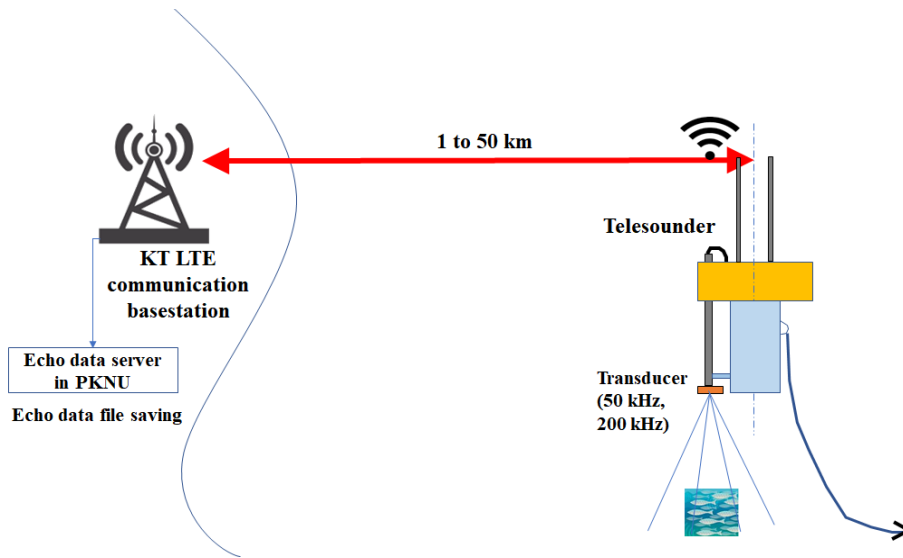 1 to 50 km
Telesounder
KT LTE
communication
basestation
Echo data server
in PKNU
Echo data file saving
Transducer
(50 kHz,
200 kHz)